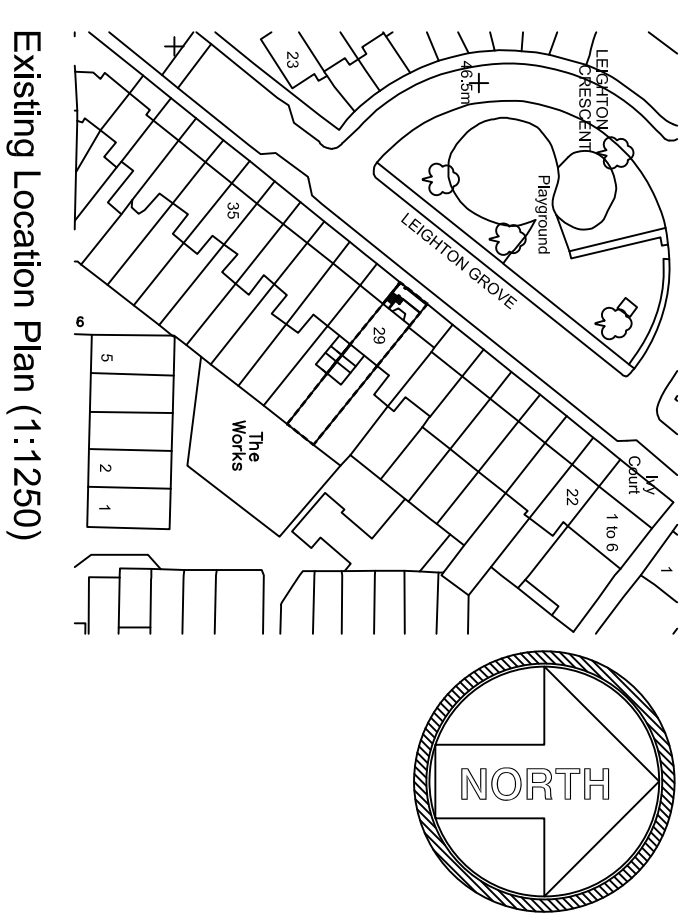 Existing Location Plan (1:1250)
LEIGHTON
CRESCENT
46.5m
23
Playground
LEIGHTON GROVE
35
29
22
Ivy
Court
1 to 6
1
The
Works
6
5
2
1
NORTH